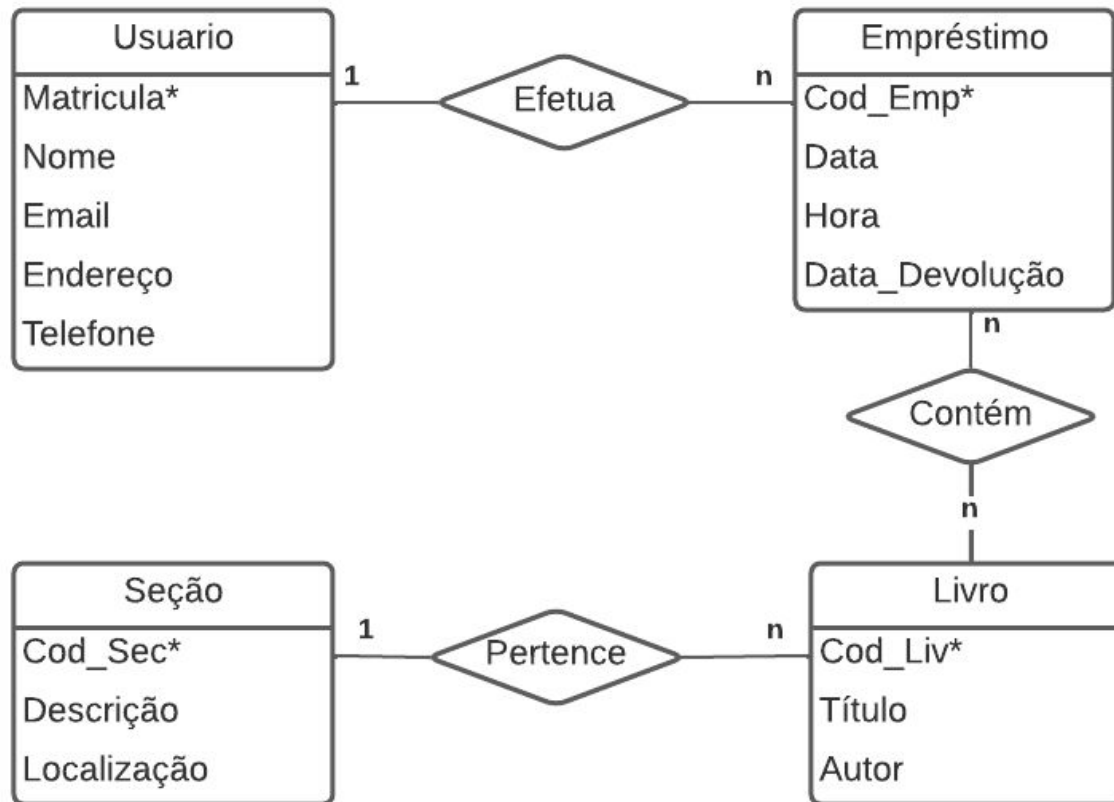 Usuario
Matricula*
Nome
Email
Endereço
Telefone
1
Efetua
n
Empréstimo
Cod_Emp*
Data
Hora
Data_Devolução
n
Contém
n
Seção
Cod_Sec*
Descrição
Localização
1
Pertence
n
Livro
Cod_Liv*
Título
Autor